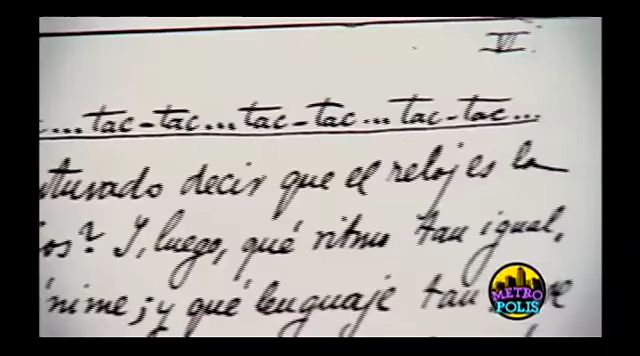 VI
... tac-tac... tac-tac... tac-tac...
decir que el reloj es la
os? Y, luego, qué ritmo tan igual,
nime; y qué lenguaje tan
METRO
POLIS